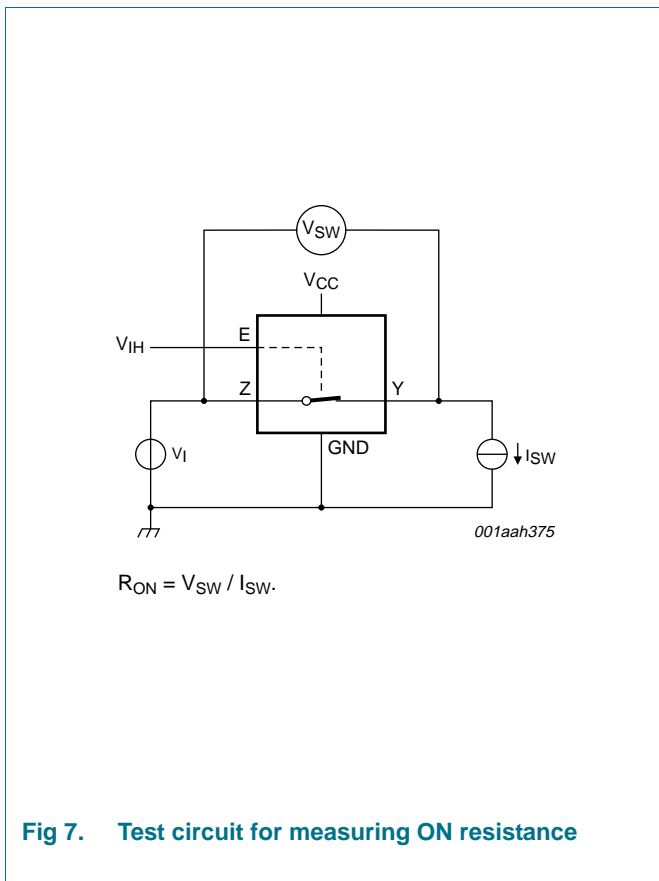 VSW
VCC
VIH
E
Z
Y
GND
VI
ISW
001aah375
RON = VSW / ISW.
Fig 7. Test circuit for measuring ON resistance